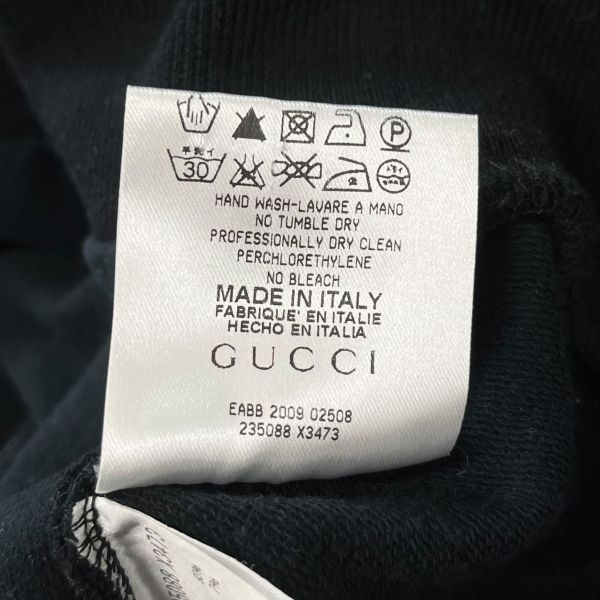 P
手洗イ
30
HAND WASH-LAVARE A MANO
NO TUMBLE DRY
PROFESSIONALLY DRY CLEAN
PERCHLORETHYLENE
NO BLEACH
MADE IN ITALY
FABRIQUE' EN ITALIE
HECHO EN ITALIA
GUCCI
EABB 2009 02508
235088 X3473